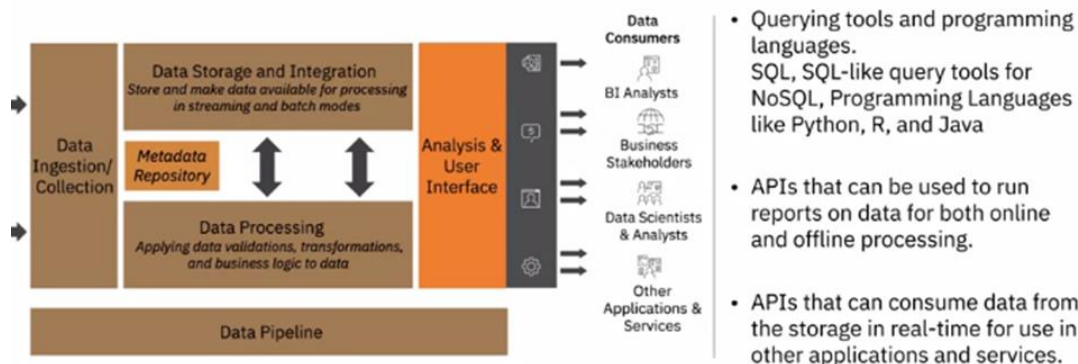 Data
Ingestion/
Collection
Data Storage and Integration
Store and make data available for processing
in streaming and batch modes
Metadata
Repository
Data Processing
Applying data validations, transformations,
and business logic to data
Data Pipeline
Analysis &
User
Interface
Data
Consumers
BI Analysts
Business
Stakeholders
Data Scientists
& Analysts
Other
Applications &
Services
• Querying tools and programming
languages.
SQL, SQL-like query tools for
NoSQL, Programming Languages
like Python, R, and Java
• APIs that can be used to run
reports on data for both online
and offline processing.
• APIs that can consume data from
the storage in real-time for use in
other applications and services.